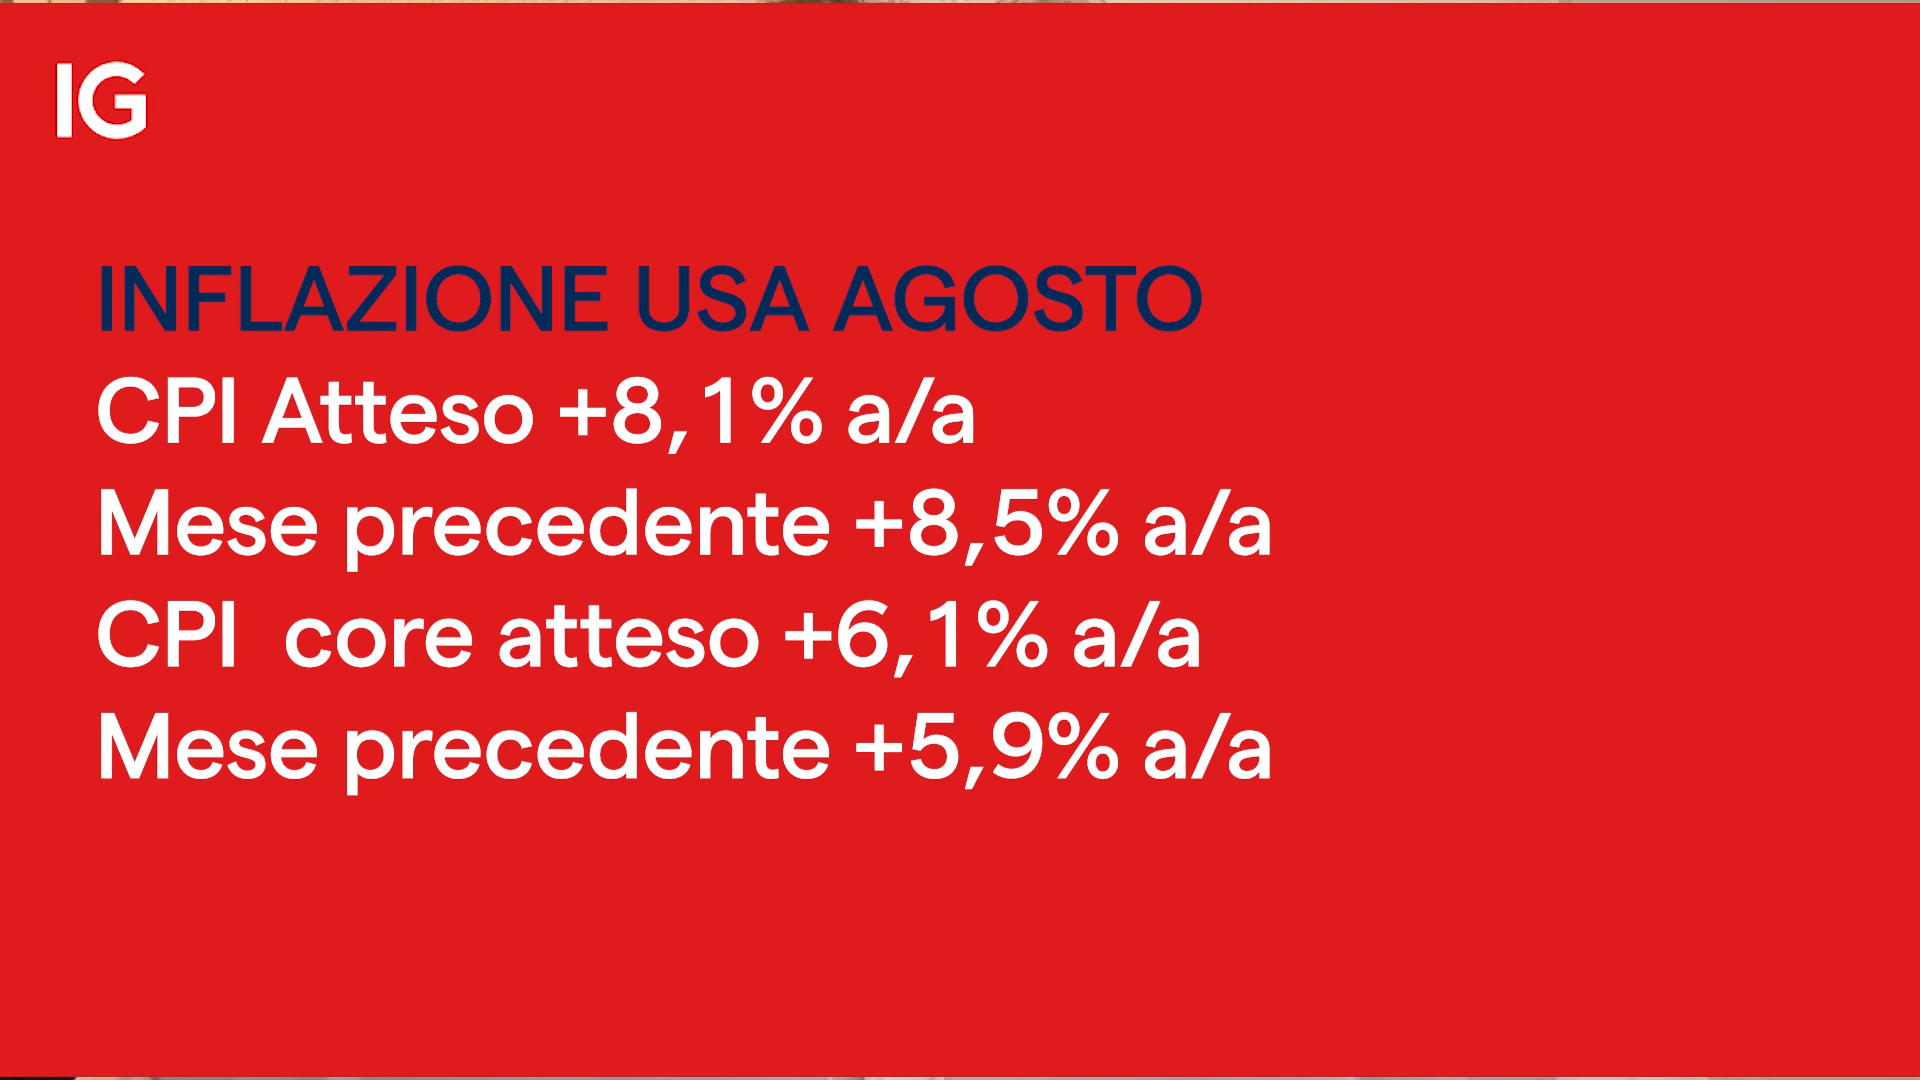 IG
INFLAZIONE USA AGOSTO
CPI Atteso +8,1% a/a
Mese precedente +8,5% a/a
CPI  core atteso +6,1% a/a
Mese precedente +5,9% a/a